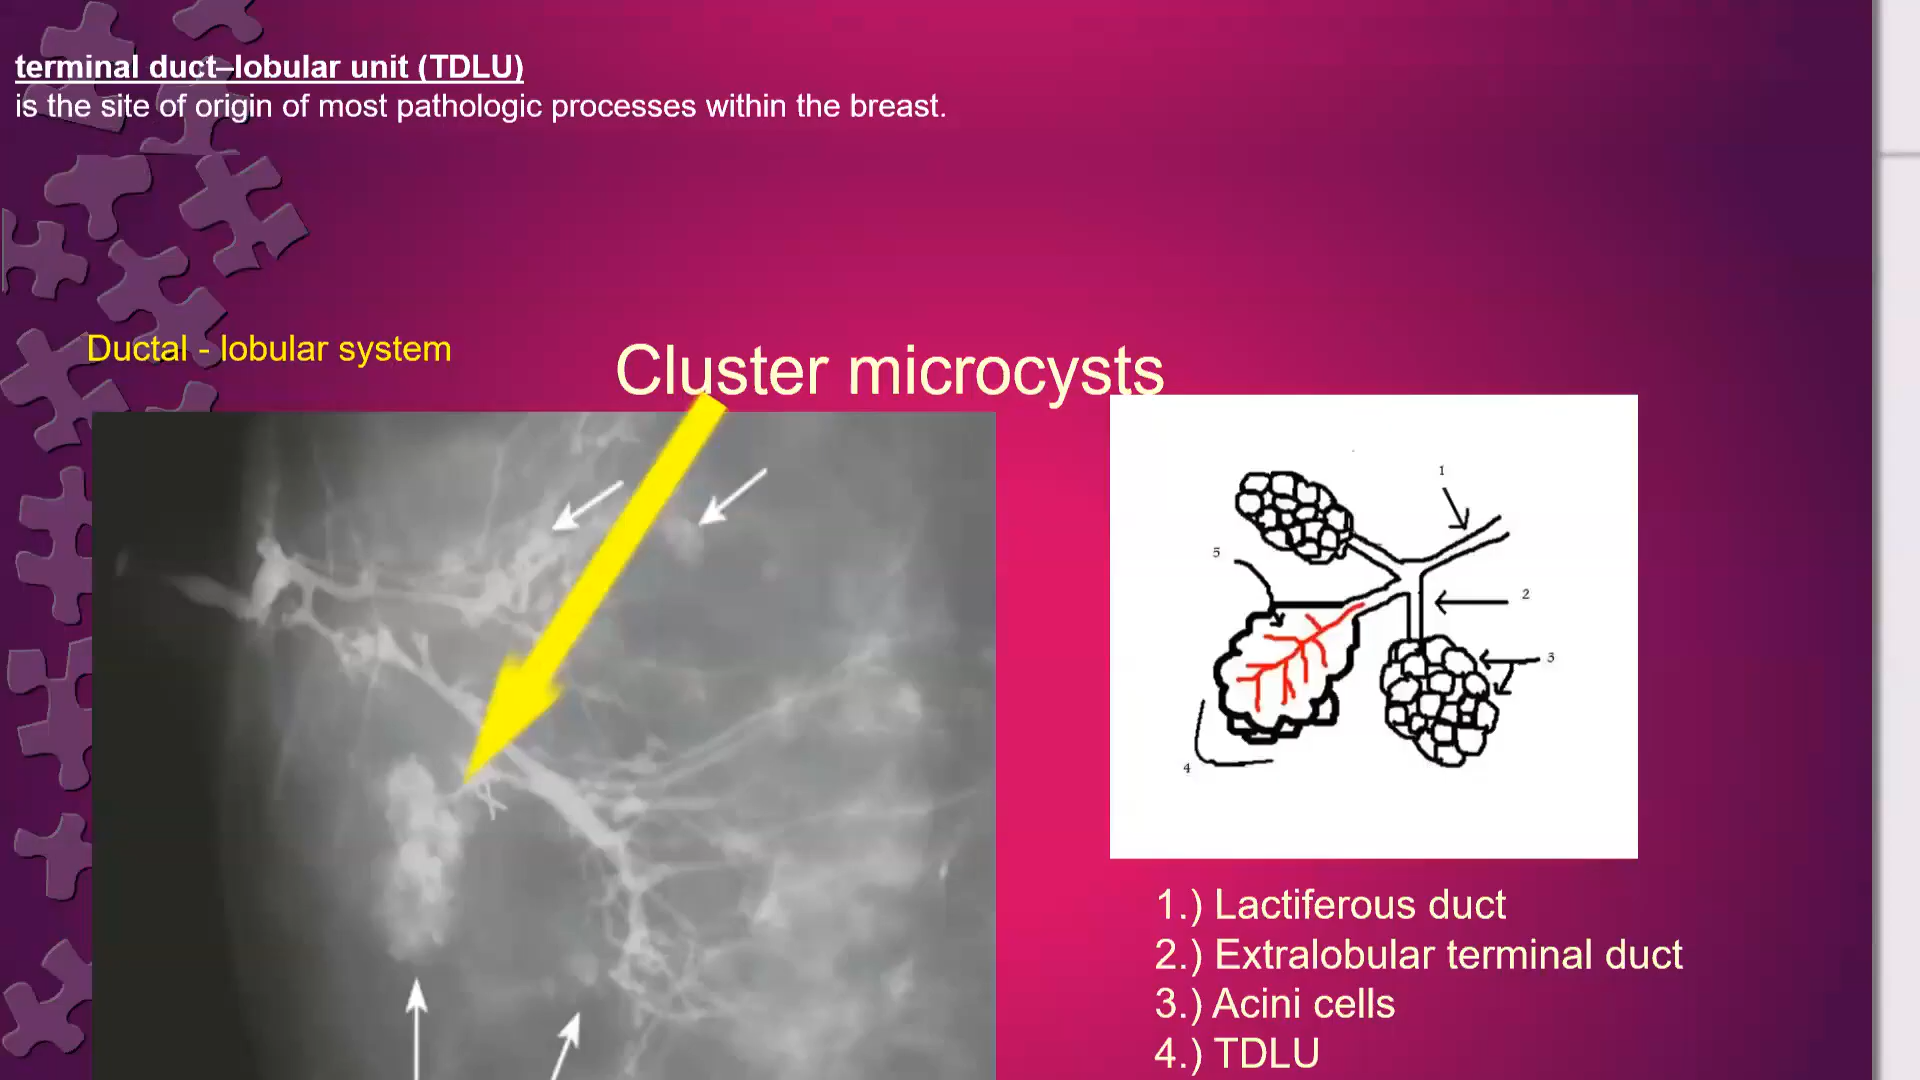 terminal duct–lobular unit (TDLU)
is the site of origin of most pathologic processes within the breast.
Ductal - lobular system
Cluster microcysts
1
5
2
3
4
1.) Lactiferous duct
2.) Extralobular terminal duct
3.) Acini cells
4.) TDLU